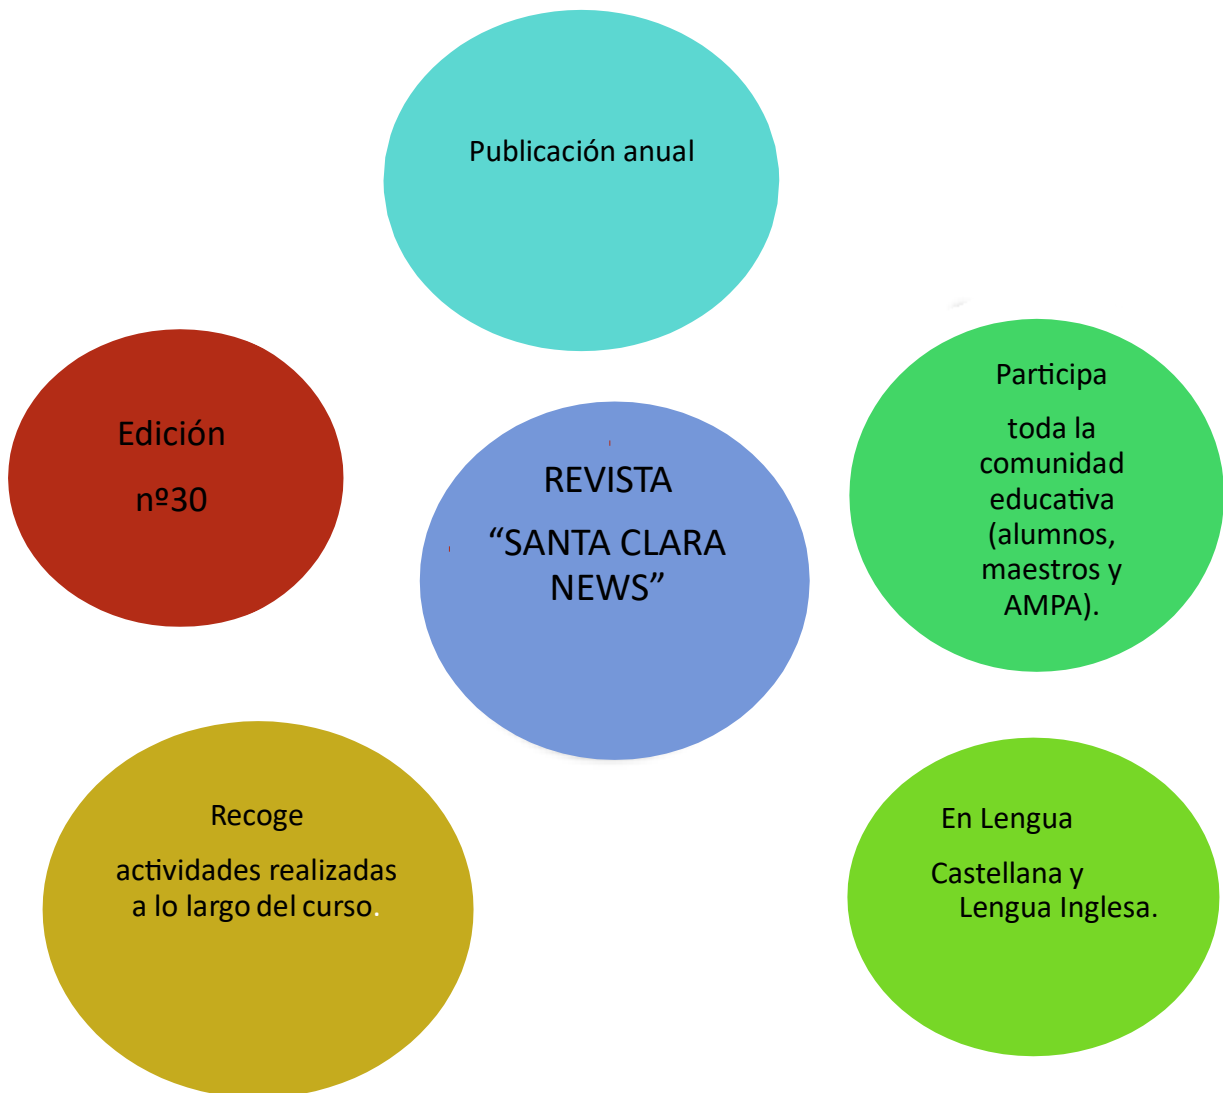 Publicación anual
Edición
nº30
REVISTA
“SANTA CLARA
NEWS”
Participa
toda la
comunidad
educativa
(alumnos,
maestros y
AMPA).
Recoge
actividades realizadas
a lo largo del curso.
En Lengua
Castellana y
Lengua Inglesa.